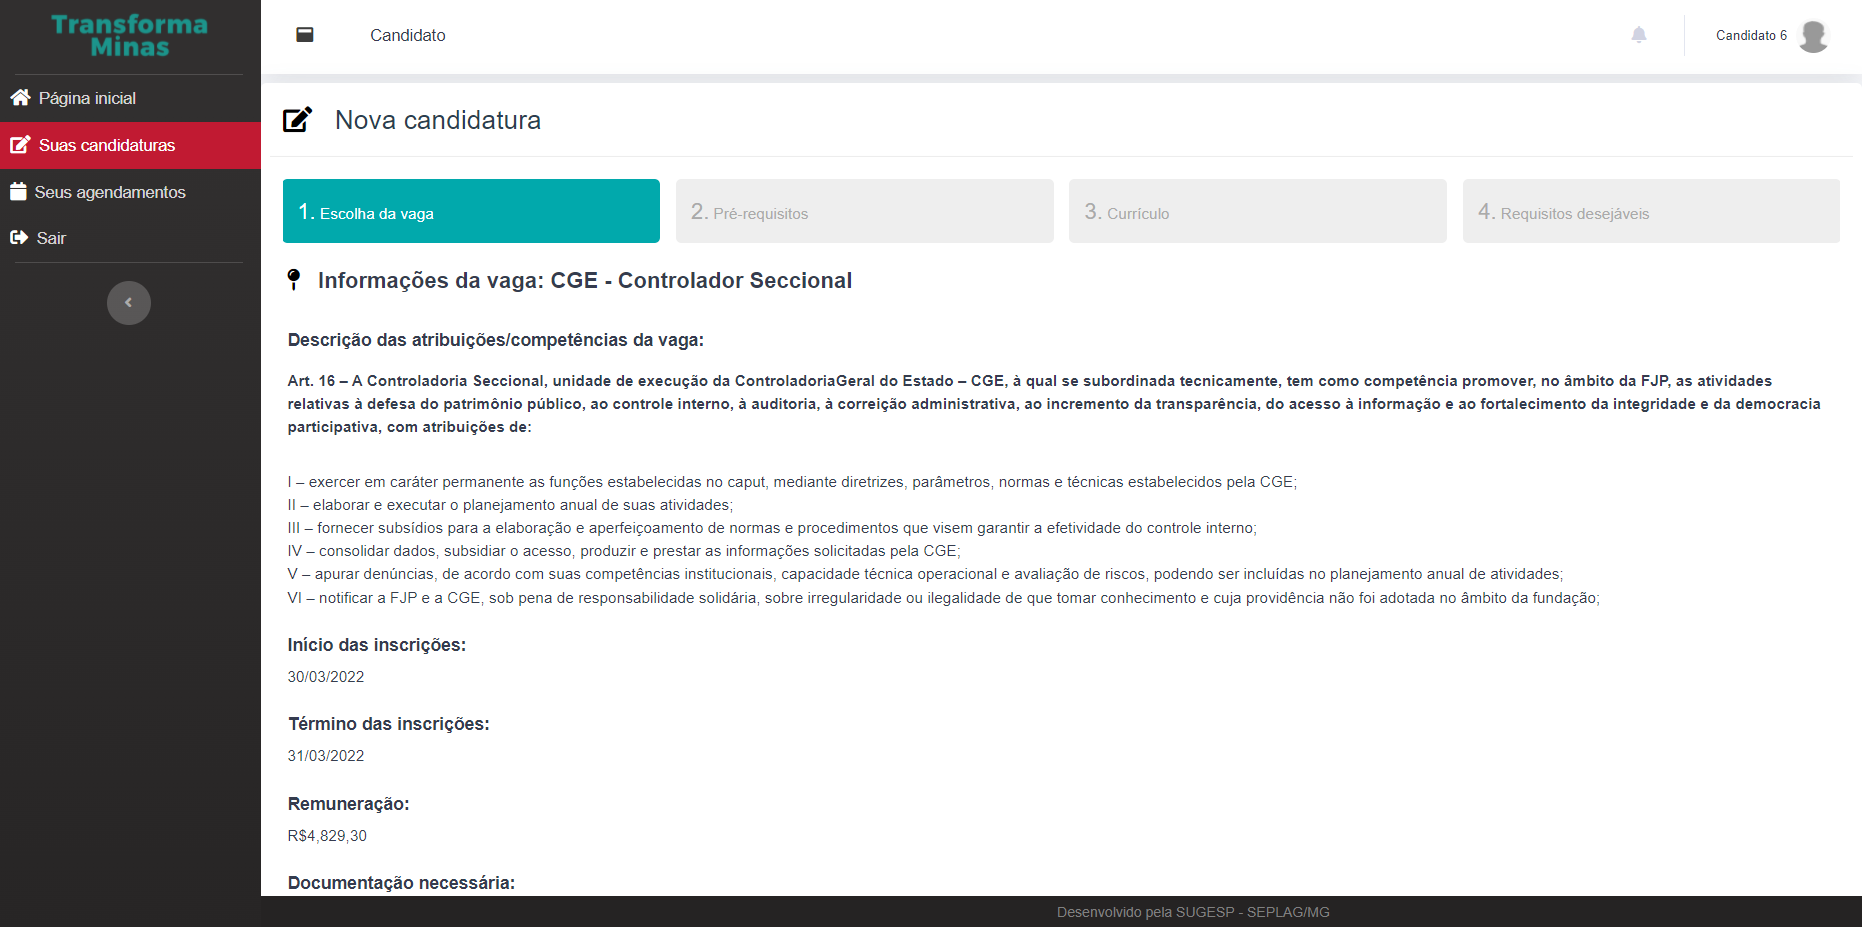 Transforma
Minas
Página inicial
Suas candidaturas
Seus agendamentos
Sair
Candidato
Candidato 6
Nova candidatura
1. Escolha da vaga
2. Pré-requisitos
3. Currículo
4. Requisitos desejáveis
Informações da vaga: CGE - Controlador Seccional
Descrição das atribuições/competências da vaga:
Art. 16 – A Controladoria Seccional, unidade de execução da ControladoriaGeral do Estado – CGE, à qual se subordinada tecnicamente, tem como competência promover, no âmbito da FJP, as atividades
relativas à defesa do patrimônio público, ao controle interno, à auditoria, à correição administrativa, ao incremento da transparência, do acesso à informação e ao fortalecimento da integridade e da democracia
participativa, com atribuições de:
I – exercer em caráter permanente as funções estabelecidas no caput, mediante diretrizes, parâmetros, normas e técnicas estabelecidos pela CGE;
II – elaborar e executar o planejamento anual de suas atividades;
III – fornecer subsídios para a elaboração e aperfeiçoamento de normas e procedimentos que visem garantir a efetividade do controle interno;
IV – consolidar dados, subsidiar o acesso, produzir e prestar as informações solicitadas pela CGE;
V – apurar denúncias, de acordo com suas competências institucionais, capacidade técnica operacional e avaliação de riscos, podendo ser incluídas no planejamento anual de atividades;
VI – notificar a FJP e a CGE, sob pena de responsabilidade solidária, sobre irregularidade ou ilegalidade de que tomar conhecimento e cuja providência não foi adotada no âmbito da fundação;
Início das inscrições:
30/03/2022
Término das inscrições:
31/03/2022
Remuneração:
R$4,829,30
Documentação necessária:
Desenvolvido pela SUGESP - SEPLAG/MG